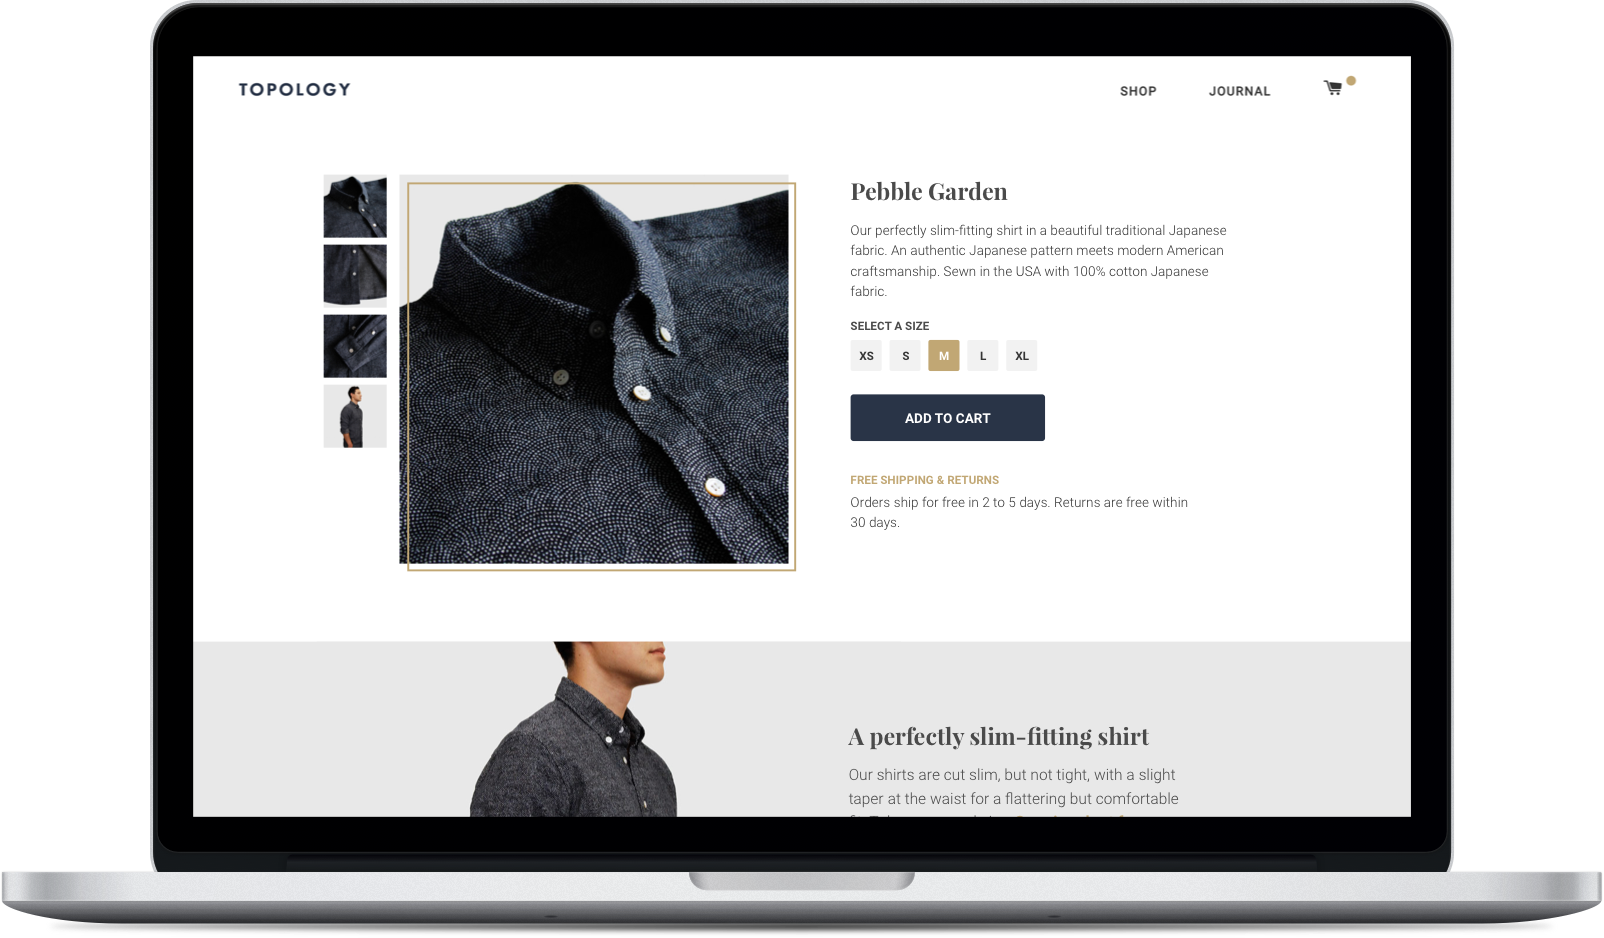 TOPOLOGY
SHOP
JOURNAL
Pebble Garden
Our perfectly slim-fitting shirt in a beautiful traditional Japanese
fabric. An authentic Japanese pattern meets modern American
craftsmanship. Sewn in the USA with 100% cotton Japanese
fabric.
SELECT A SIZE
XS
S
M
L
XL
ADD TO CART
FREE SHIPPING & RETURNS
Orders ship for free in 2 to 5 days. Returns are free within
30 days.
A perfectly slim-fitting shirt
Our shirts are cut slim, but not tight, with a slight
taper at the waist for a flattering but comfortable